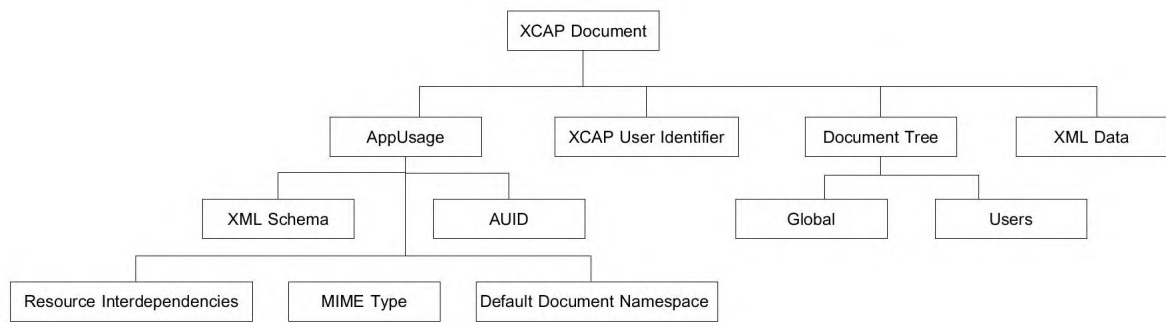 XCAP Document
AppUsage
XCAP User Identifier
Document Tree
XML Data
XML Schema
AUID
Global
Users
Resource Interdependencies
MIME Type
Default Document Namespace